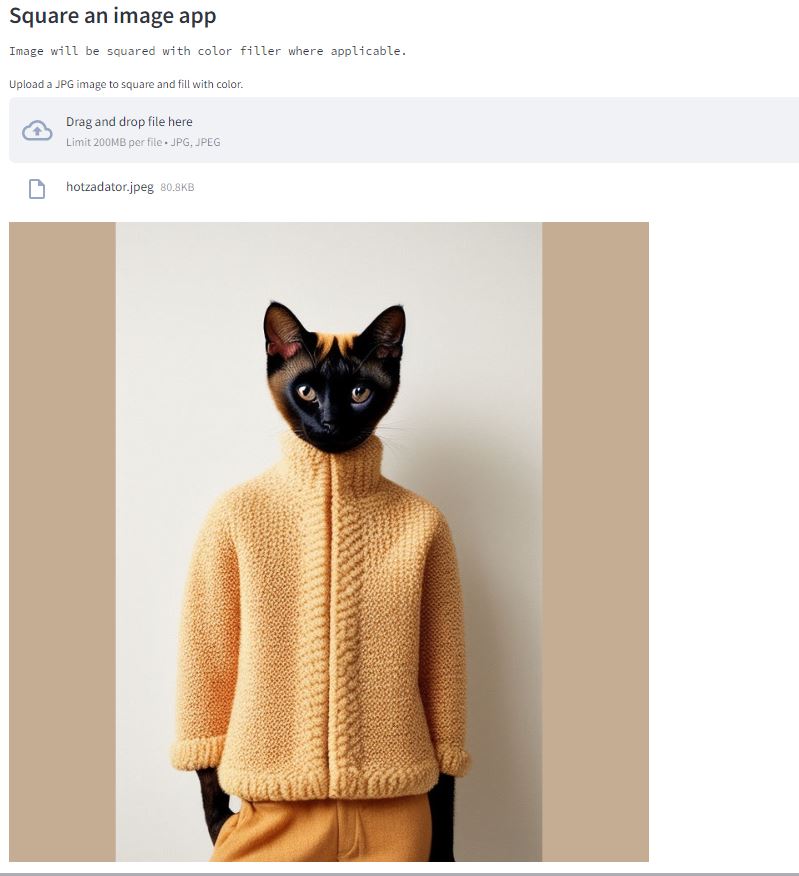 Square an image app
Image will be squared with color filler where applicable.
Upload a JPG image to square and fill with color.
Drag and drop file here
Limit 200MB per file • JPG, JPEG
hotzadator.jpeg 80.8KB